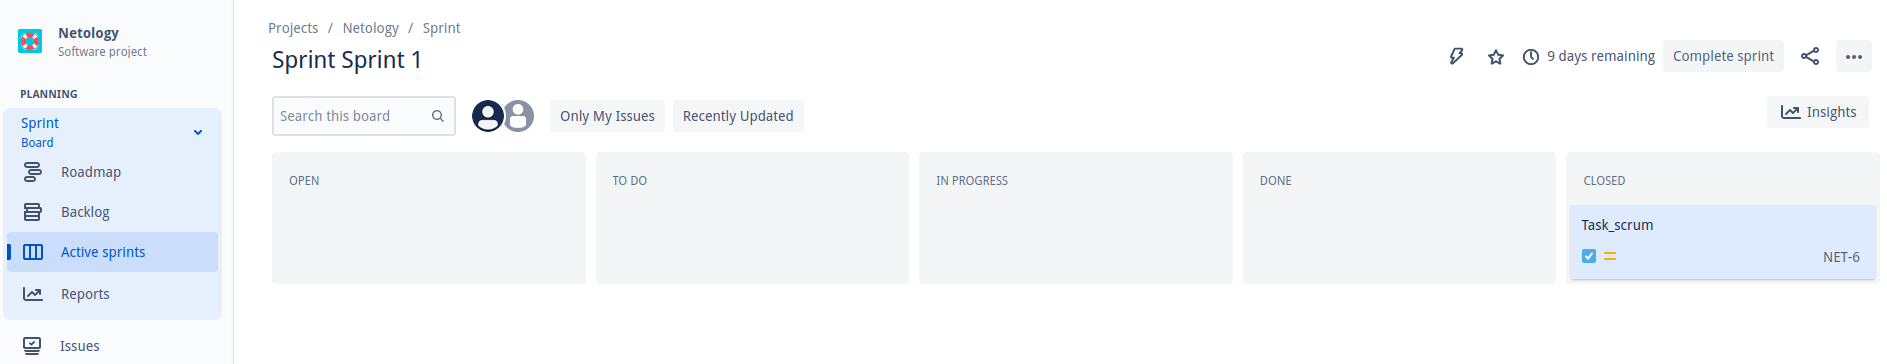 Netology
Software project
PLANNING
Sprint
Board
Roadmap
Backlog
Active sprints
Reports
Issues
Projects / Netology / Sprint
Sprint Sprint 1
9 days remaining
Complete sprint
Search this board
Only My Issues
Recently Updated
Insights
OPEN
TO DO
IN PROGRESS
DONE
CLOSED
Task_scrum
NET-6